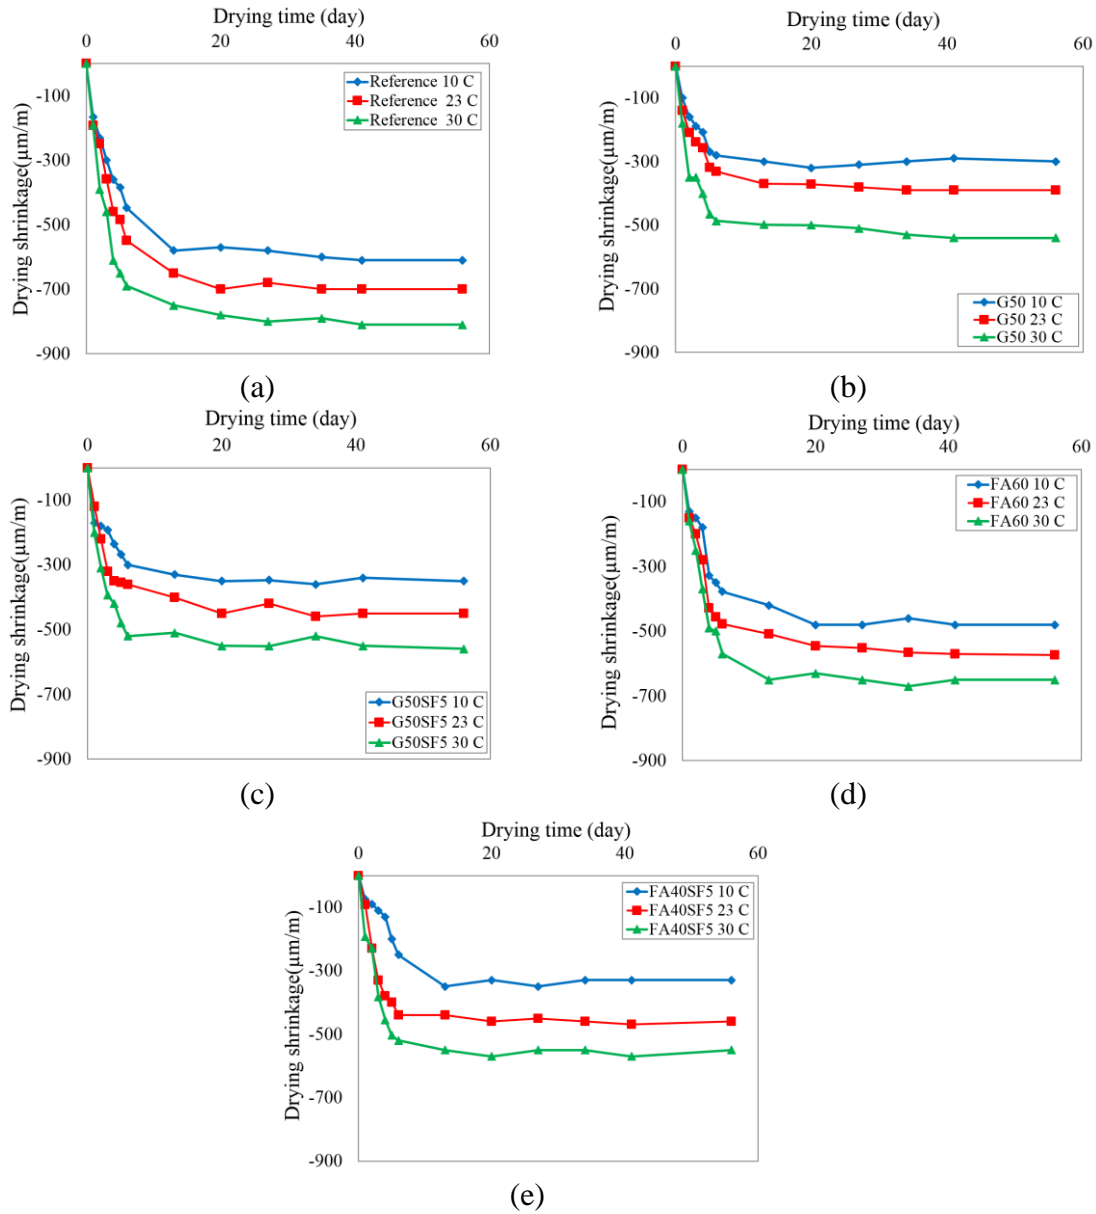 Drying time (day)
0 20 40 60
-100
-300
-500
-700
-900
Drying shrinkage(µm/m)
Reference 10 C
Reference 23 C
Reference 30 C
(a)
Drying time (day)
0 20 40 60
-100
-300
-500
-700
-900
Drying shrinkage(µm/m)
G50 10 C
G50 23 C
G50 30 C
(b)
Drying time (day)
0 20 40 60
-100
-300
-500
-700
-900
Drying shrinkage(µm/m)
G50SF5 10 C
G50SF5 23 C
G50SF5 30 C
(c)
Drying time (day)
0 20 40 60
-100
-300
-500
-700
-900
Drying shrinkage(µm/m)
FA60 10 C
FA60 23 C
FA60 30 C
(d)
Drying time (day)
0 20 40 60
-100
-300
-500
-700
-900
Drying shrinkage(µm/m)
FA40SF5 10 C
FA40SF5 23 C
FA40SF5 30 C
(e)